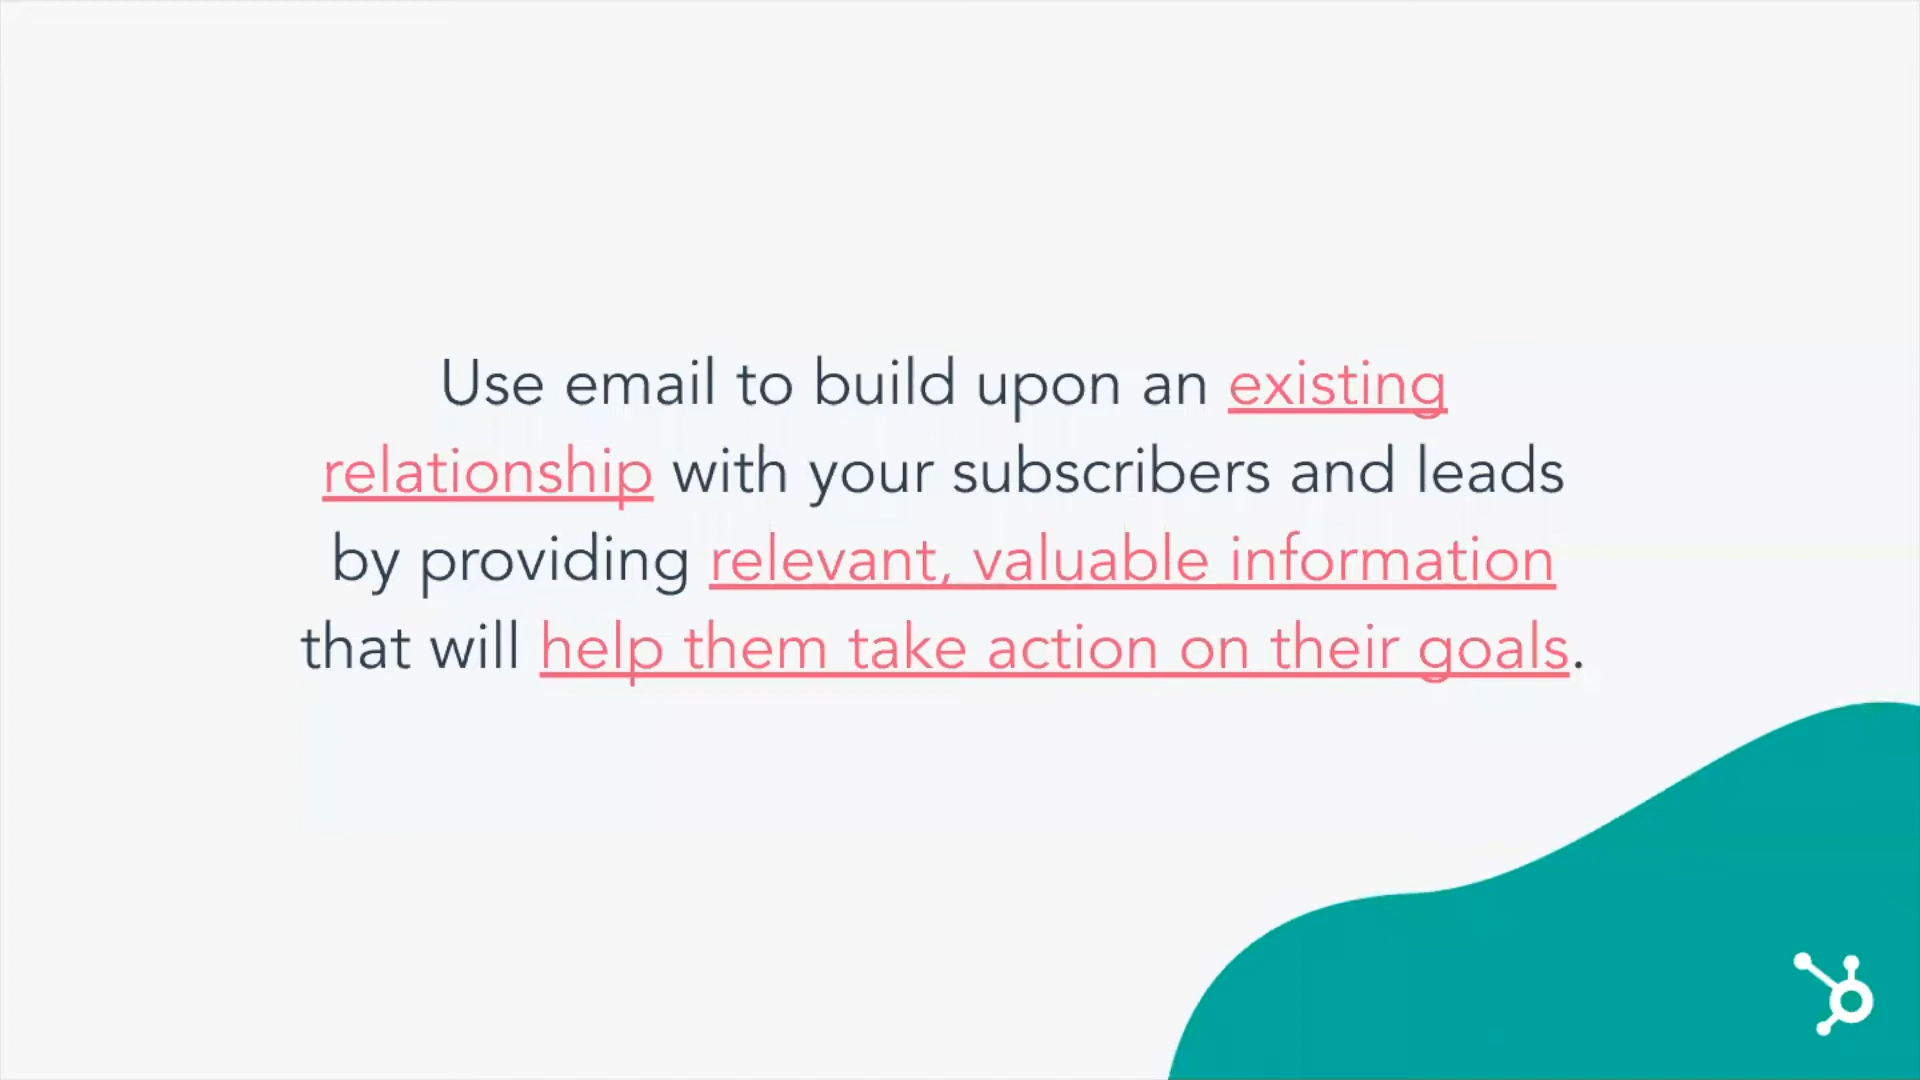 Use email to build upon an existing
relationship with your subscribers and leads
by providing relevant, valuable information
that will help them take action on their goals.